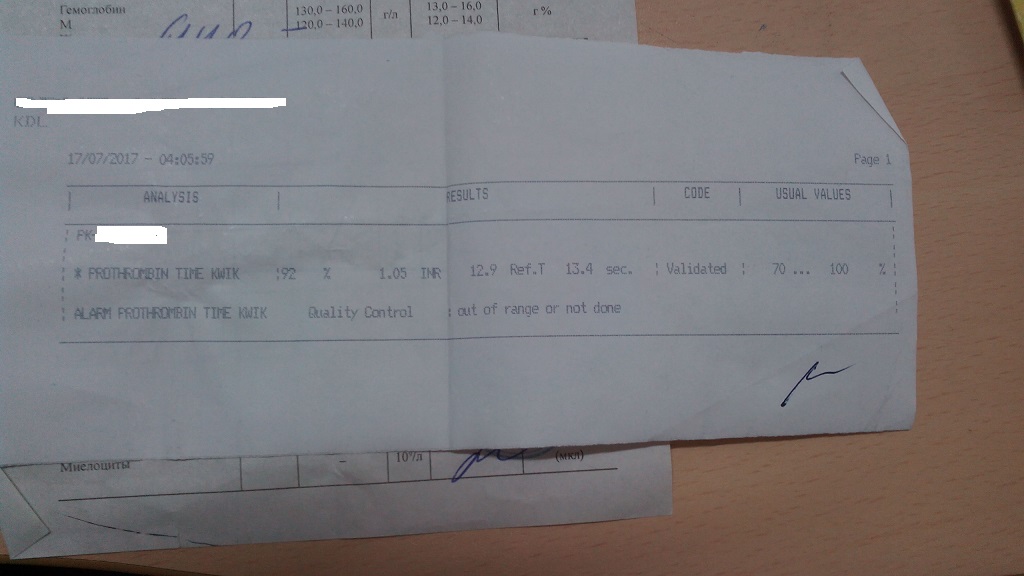 Гемоглобин 130,0 – 160,0 г/л 13,0 – 16,0 г%
М 120,0 – 140,0 12,0 – 14,0
KDL
17/07/2017 - 04:05:59 Page 1
ANALYSIS RESULTS CODE USUAL VALUES
PK
* PROTHROMBIN TIME KWIK 92 % 1.05 INR 12.9 Ref.T 13.4 sec. Validated 70 ... 100 %
ALARM PROTHROMBIN TIME KWIK Quality Control : out of range or not done
Миелоциты – 10⁹/л (мкл)